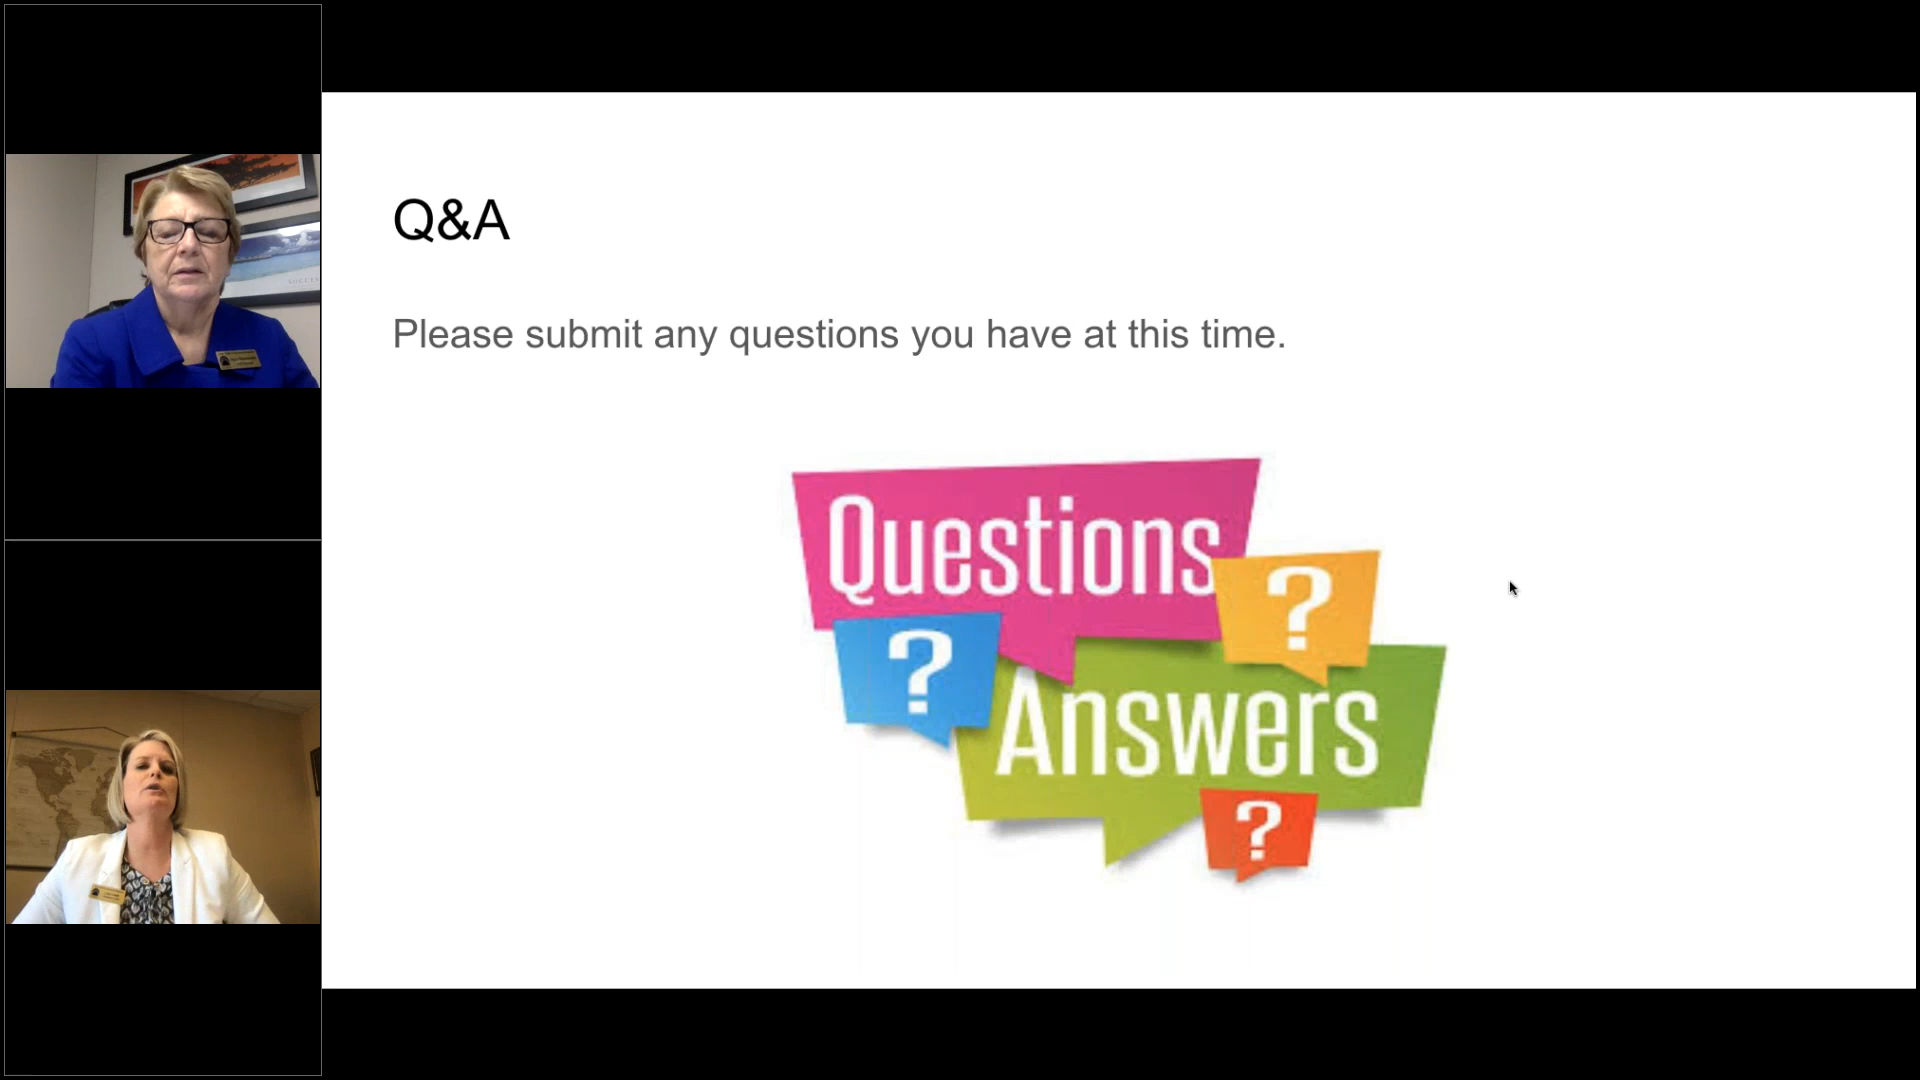 Q&A
Please submit any questions you have at this time.
Questions
?
?
Answers
?